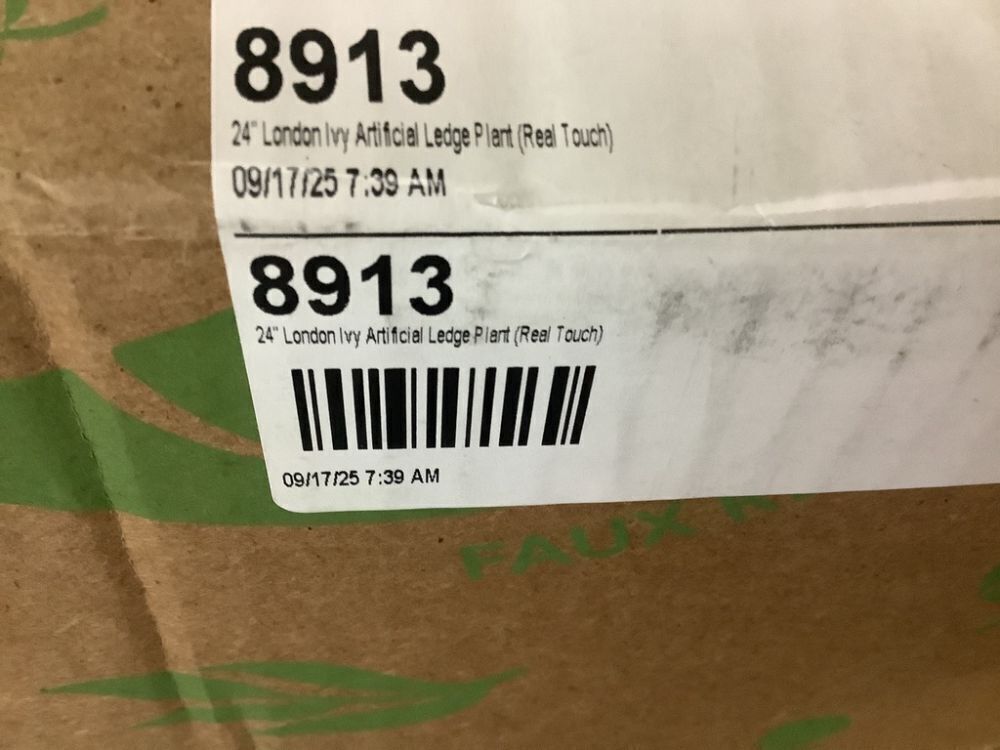 8913
24" London Ivy Artificial Ledge Plant (Real Touch)
09/17/25 7:39 AM
8913
24" London Ivy Artificial Ledge Plant (Real Touch)
09/17/25 7:39 AM
FAUX